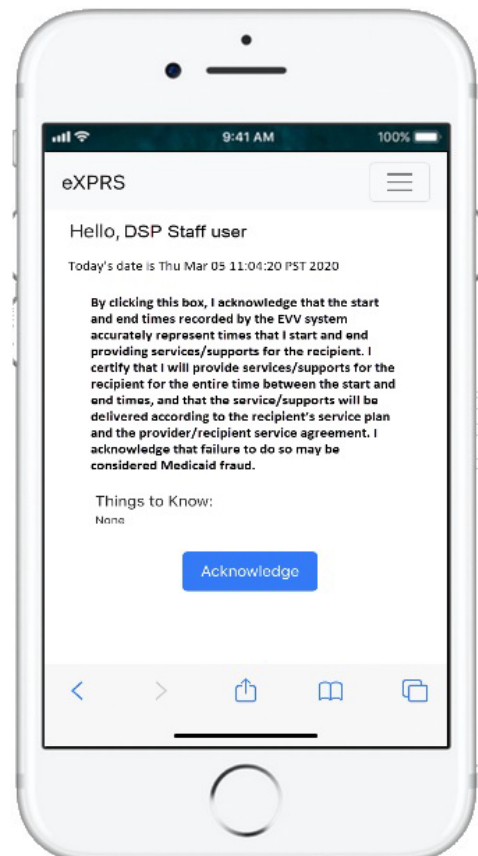 9:41 AM
100%
eXPRS
Hello, DSP Staff user
Today's date is Thu Mar 05 11:04:20 PST 2020
By clicking this box, I acknowledge that the start
and end times recorded by the EVV system
accurately represent times that I start and end
providing services/supports for the recipient. I
certify that I will provide services/supports for the
recipient for the entire time between the start and
end times, and that the service/supports will be
delivered according to the recipient's service plan
and the provider/recipient service agreement. I
acknowledge that failure to do so may be
considered Medicaid fraud.
Things to Know:
None
Acknowledge